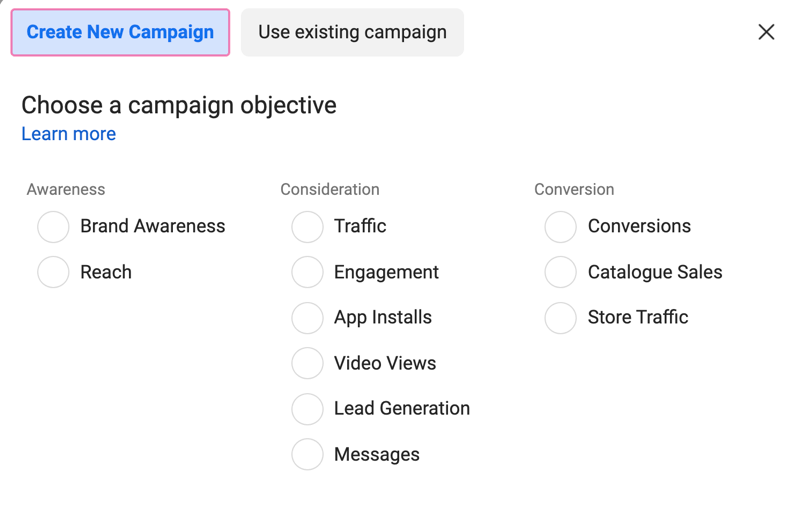 Create New Campaign
Use existing campaign
Choose a campaign objective
Learn more
Awareness
Brand Awareness
Reach
Consideration
Traffic
Engagement
App Installs
Video Views
Lead Generation
Messages
Conversion
Conversions
Catalogue Sales
Store Traffic